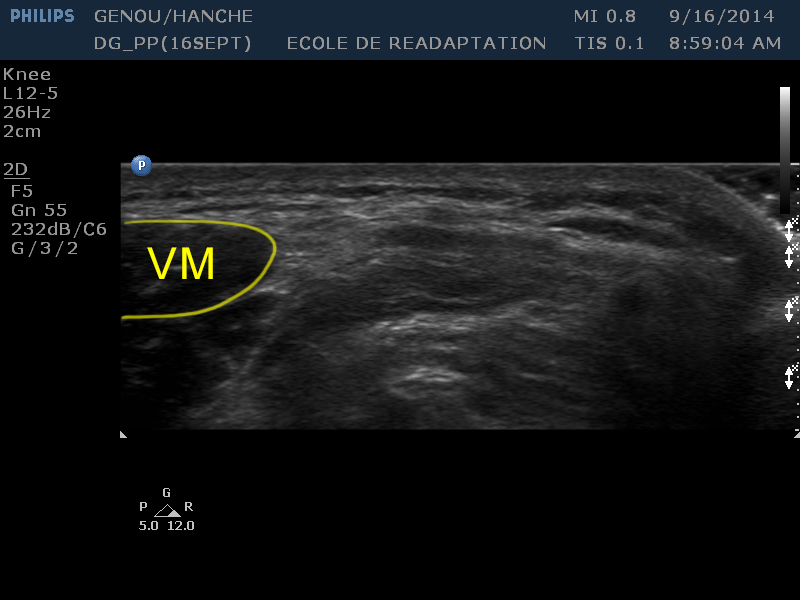 PHILIPS GENOU/HANCHE MI 0.8 9/16/2014
DG_PP(16SEPT) ECOLE DE READAPTATION TIS 0.1 8:59:04 AM
Knee
L12-5
26Hz
2cm
2D
F5
Gn 55
232dB/C6
G/3/2
P
VM
G
P R
5.0 12.0